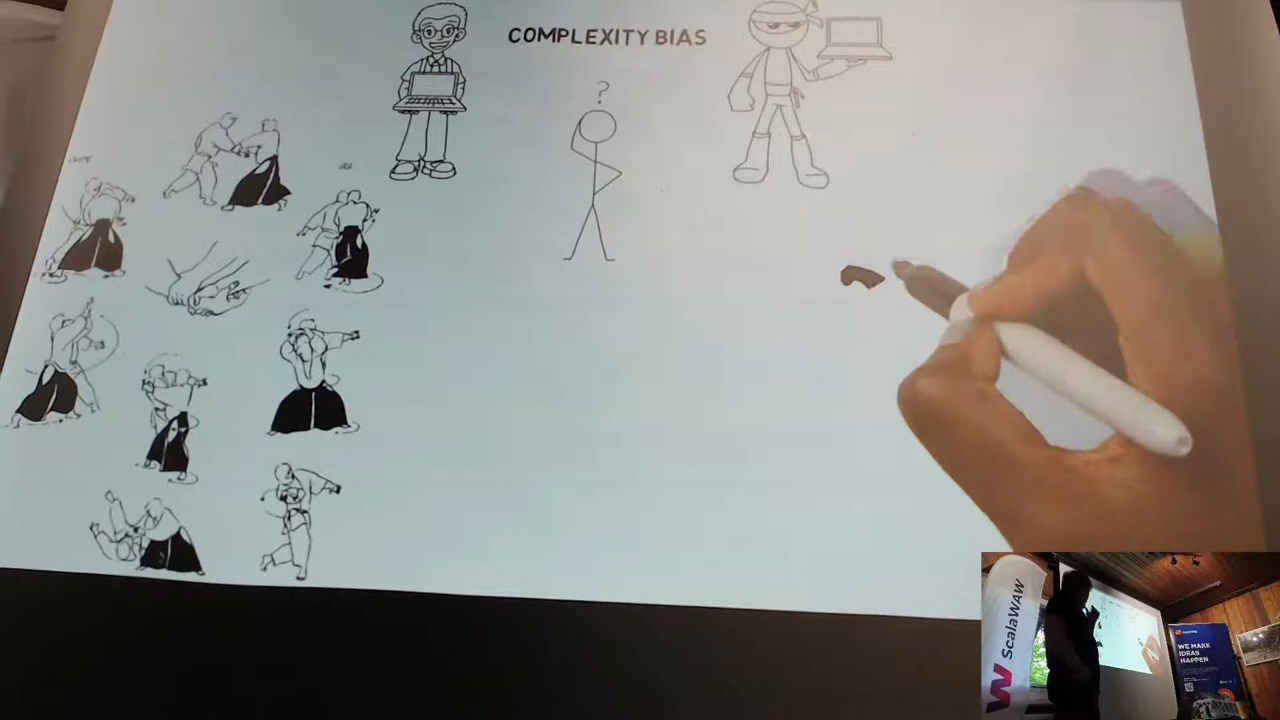 COMPLEXITY BIAS
?
ScalaWAW
WE MAKE
IDEAS
HAPPEN